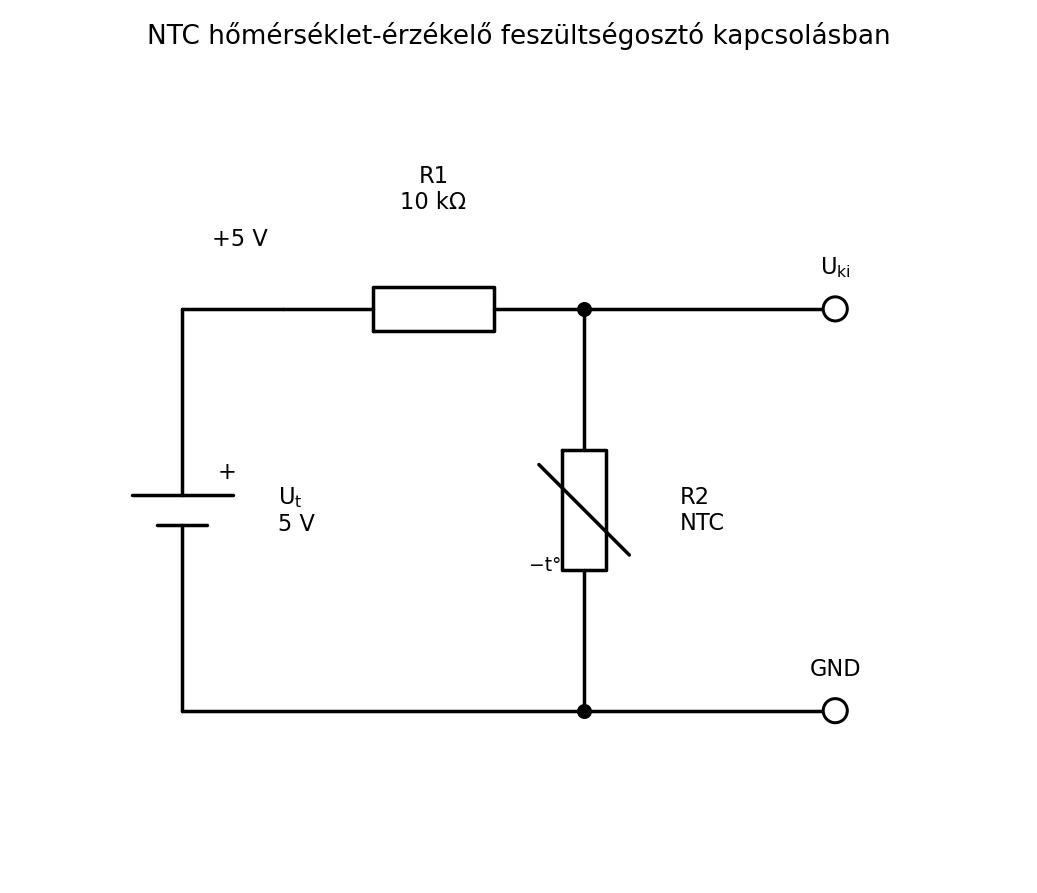 NTC hőmérséklet-érzékelő feszültségosztó kapcsolásban
R1
10 kΩ
+5 V
Uki
+
Ut
5 V
R2
NTC
−t°
GND